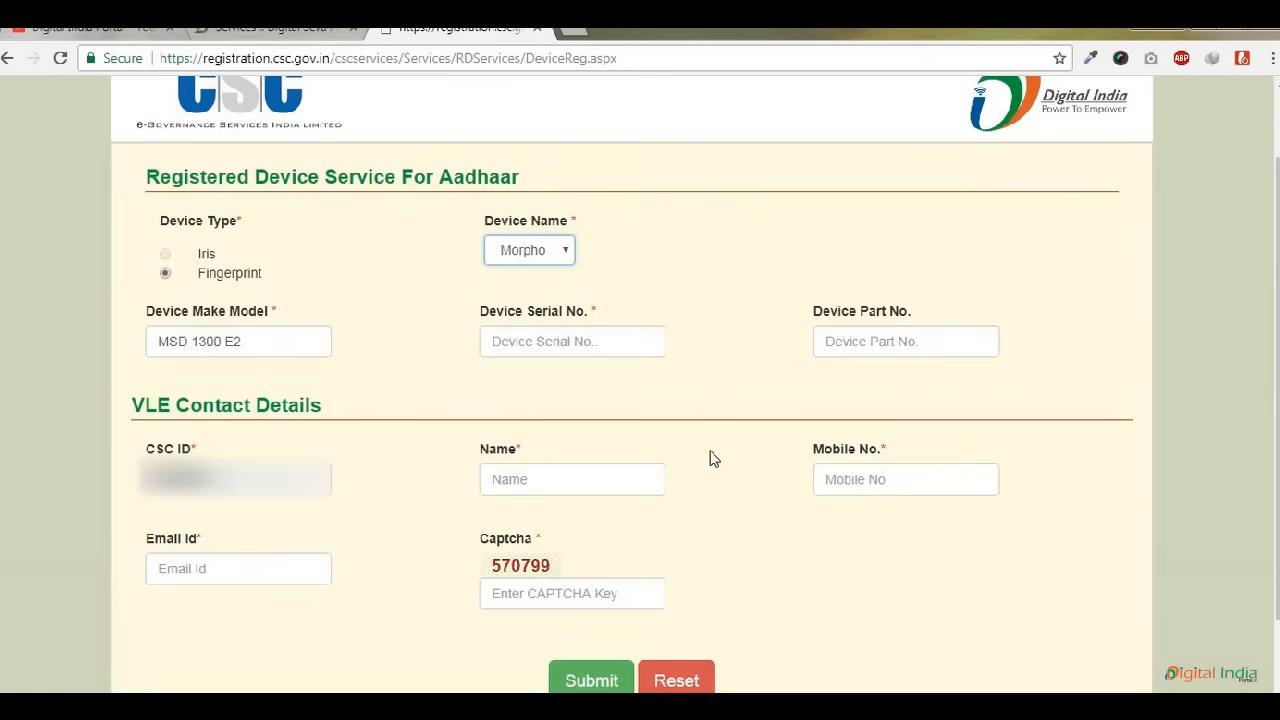 Secure
https://registration.csc.gov.in/cscservices/Services/RDServices/DeviceReg.aspx
ABP
CSC
e-GOVERNANCE SERVICES INDIA LIMITED
Digital India
Power To Empower
Registered Device Service For Aadhaar
Device Type*
Device Name *
Iris
Morpho
Fingerprint
Device Make Model *
Device Serial No. *
Device Part No.
MSD 1300 E2
Device Serial No..
Device Part No.
VLE Contact Details
CSC ID*
Name*
Mobile No.*
Name
Mobile No
Email Id*
Captcha *
570799
Email Id
Enter CAPTCHA Key
Submit
Reset
Digital India